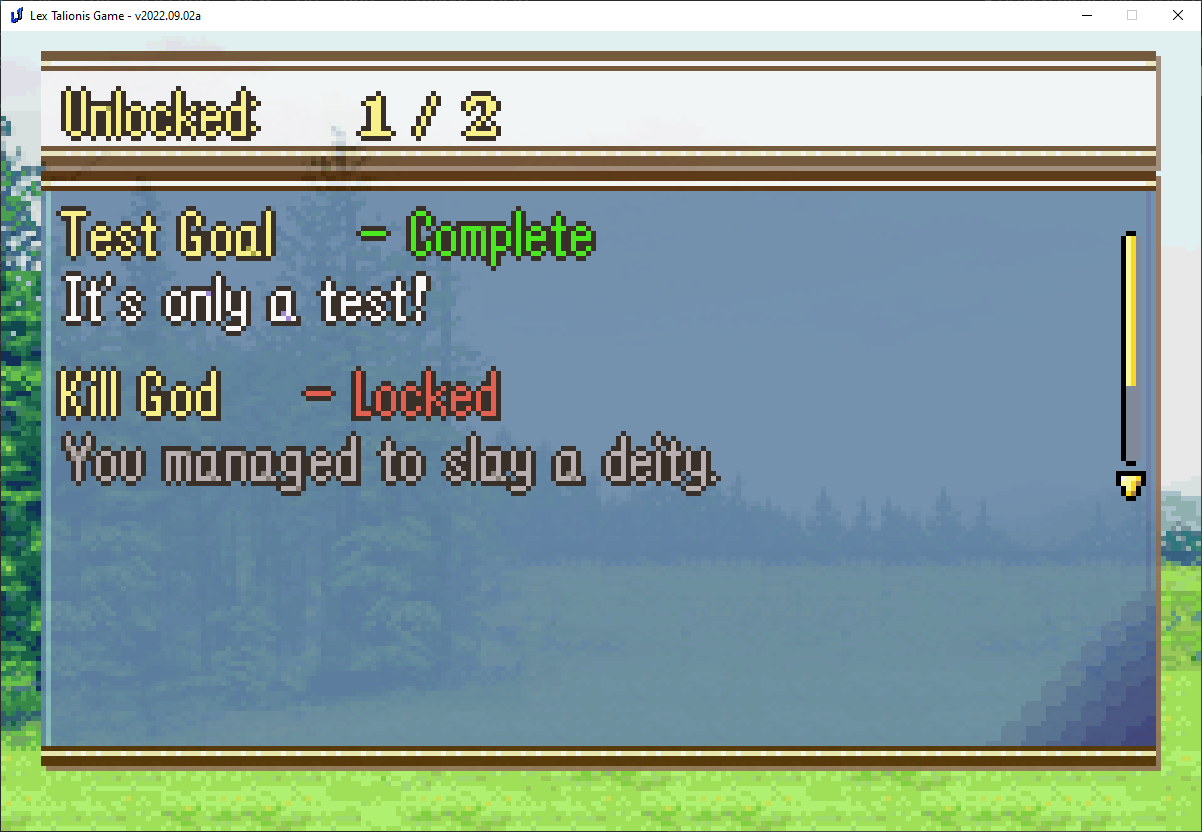 Lex Talionis Game - v2022.09.02a
Unlocked: 1 / 2
Test Goal - Complete
It's only a test!
Kill God - Locked
You managed to slay a deity.